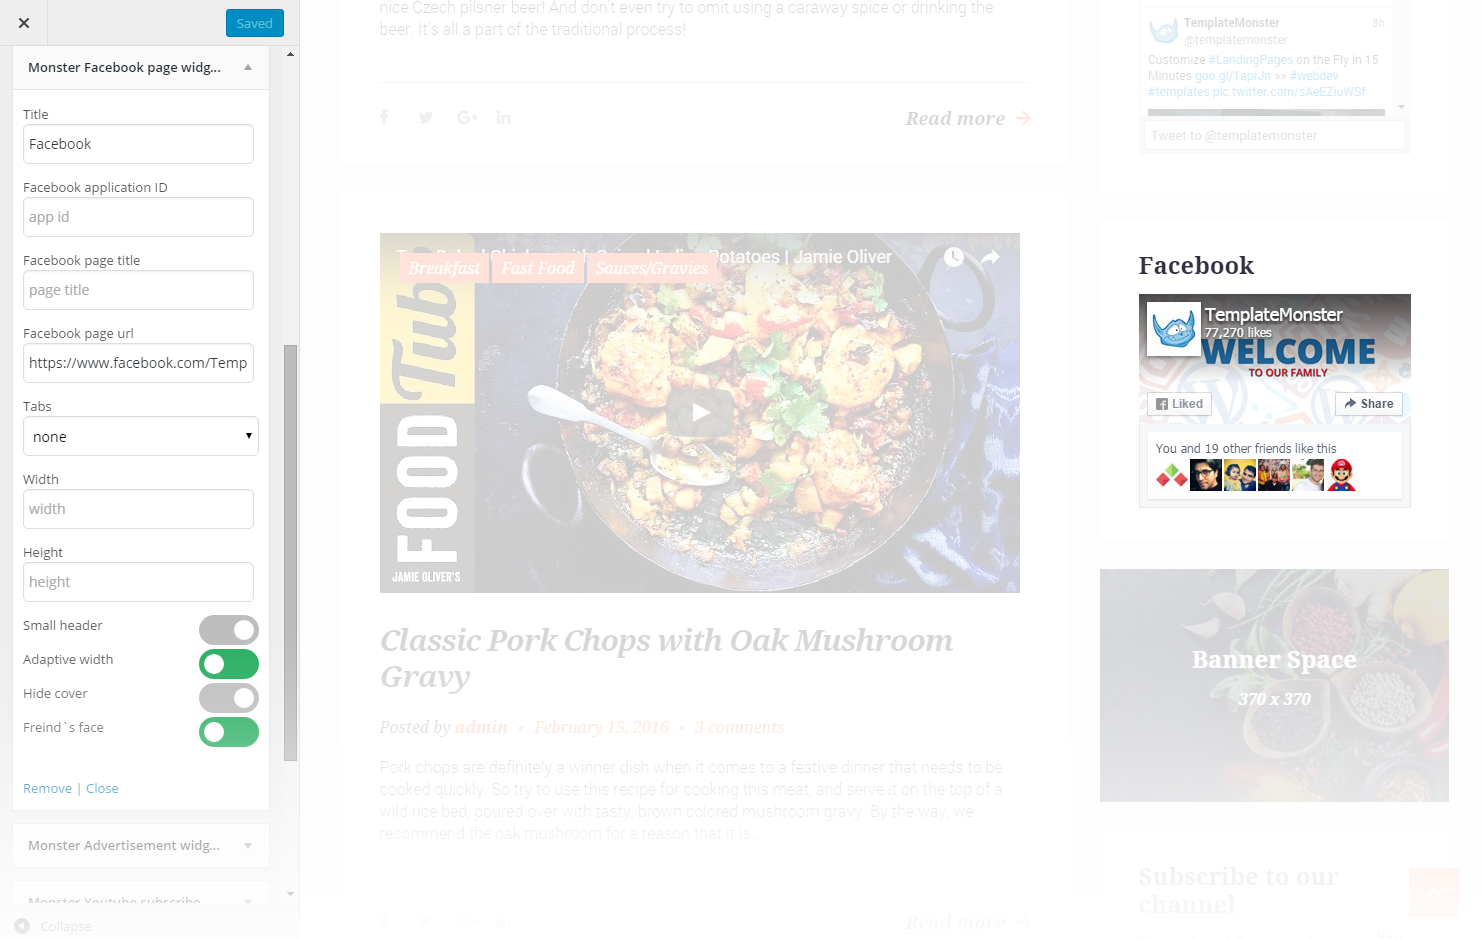 Saved
Monster Facebook page widg...
Title
Facebook
Facebook application ID
app id
Facebook page title
page title
Facebook page url
https://www.facebook.com/Temp
Tabs
none
Width
width
Height
height
Small header
Adaptive width
Hide cover
Freind`s face
Remove | Close
Monster Advertisement widg...
Monster Youtube subscribe
Collapse
nice Czech pilsner beer! And don't even try to omit using a caraway spice or drinking the
beer. It's all a part of the traditional process!
Read more
Potatoes | Jamie Oliver
Breakfast
Fast Food
Sauces/Gravies
FOOD
Tub
JAMIE OLIVER'S
Classic Pork Chops with Oak Mushroom
Gravy
Posted by admin • February 15, 2016 • 3 comments
Pork chops are definitely a winner dish when it comes to a festive dinner that needs to be
cooked quickly. So try to use this recipe for cooking this meat, and serve it on the top of a
wild rice bed, poured over with tasty, brown colored mushroom gravy. By the way, we
recommend the oak mushroom for a reason that it is...
Read more
TemplateMonster
8h
@templatemonster
Customize #LandingPages on the Fly in 15
Minutes goo.gl/1aprJn >> #webdev
#templates pic.twitter.com/sAeEZiuWSf
Tweet to @templatemonster
Facebook
TemplateMonster
77,270 likes
WELCOME
TO OUR FAMILY
Liked
Share
You and 19 other friends like this
Banner Space
370 x 370
Subscribe to our
channel